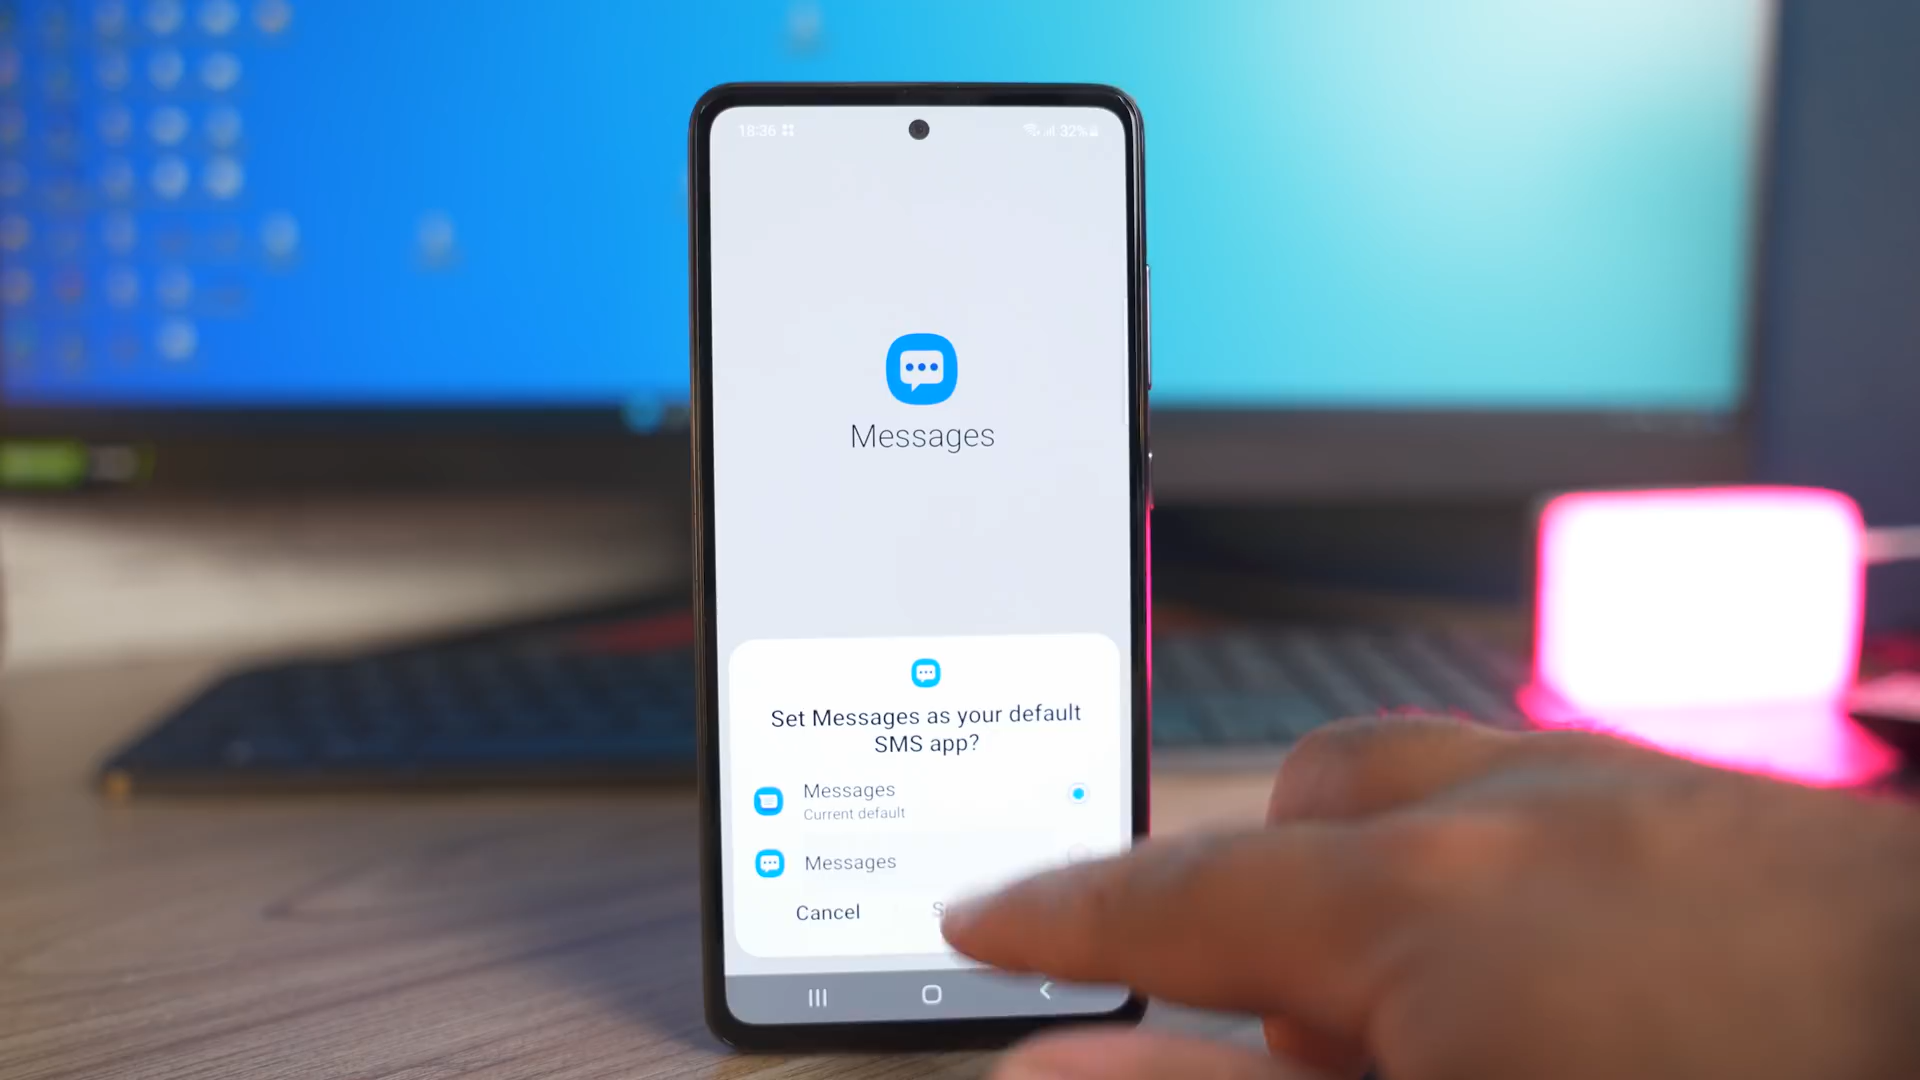 18:36
32%
Messages
Set Messages as your default
SMS app?
Messages
Current default
Messages
Cancel